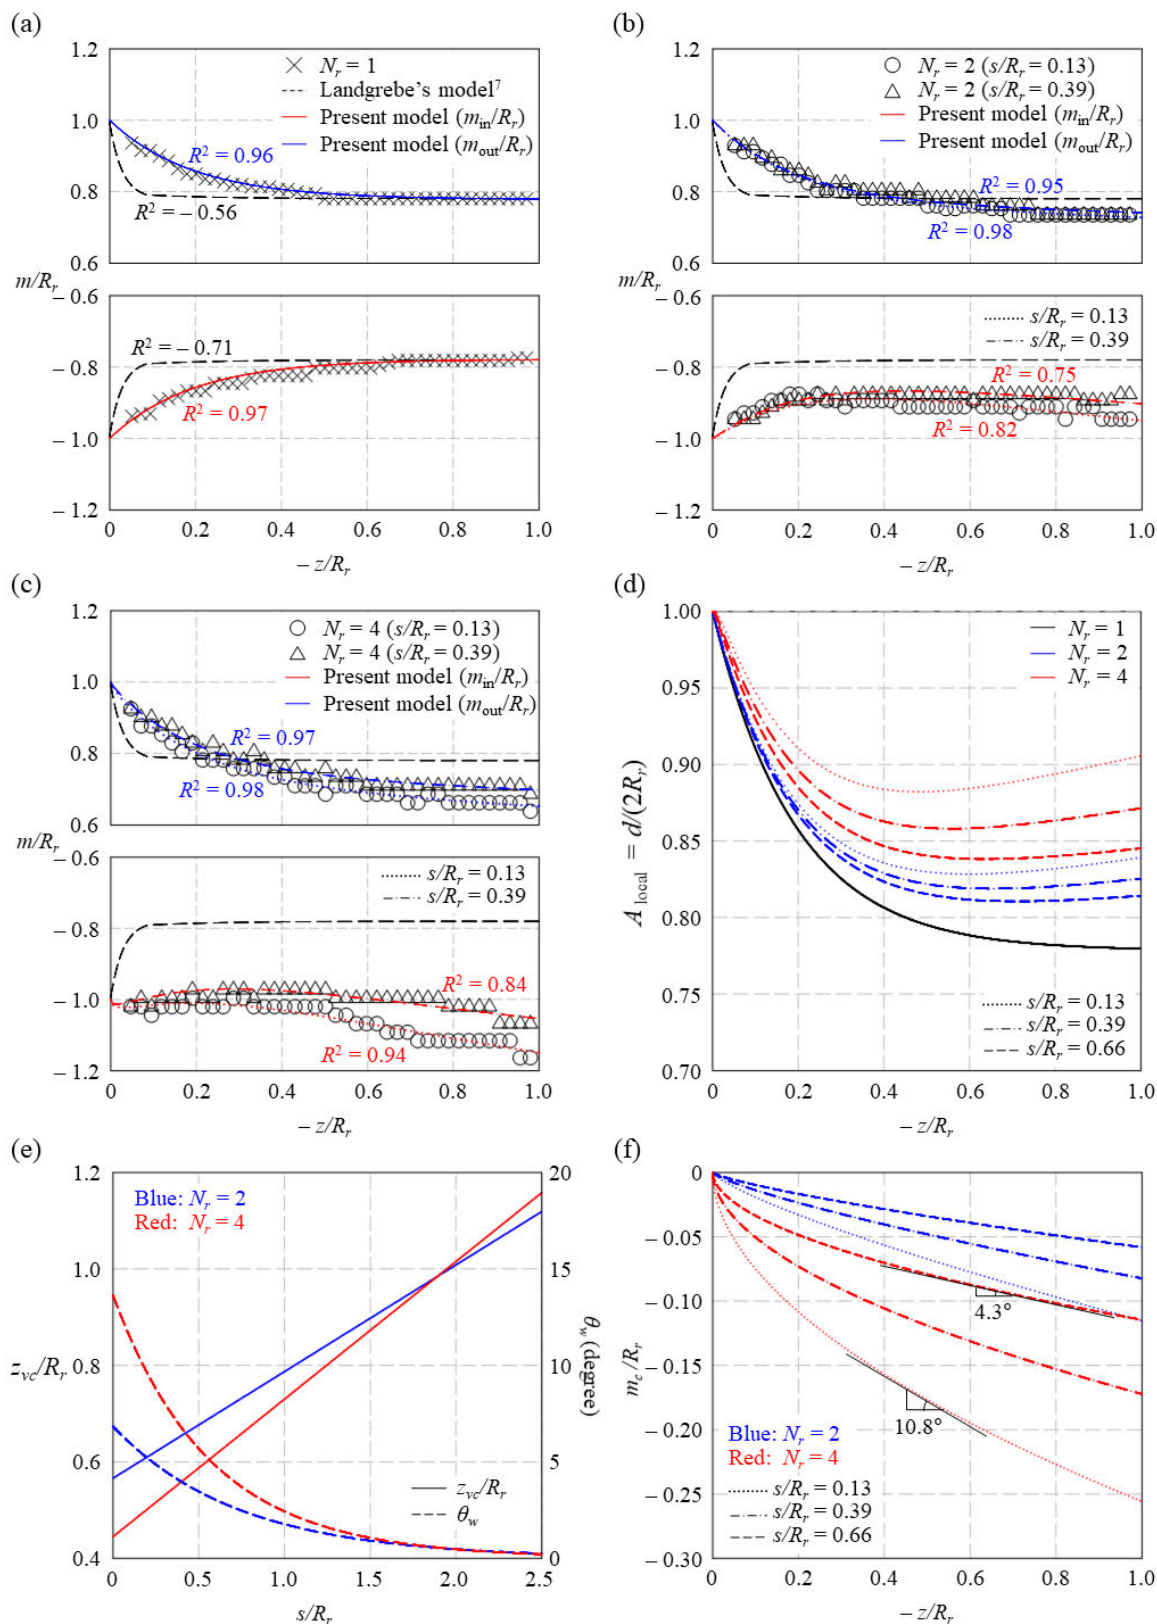 (a)
1.2
1.0
0.8
0.6
m/Rr
N_r = 1
Landgrebe's model⁷
Present model (m_in/R_r)
Present model (m_out/R_r)
R² = 0.96
R² = − 0.56
− 0.6
− 0.8
− 1.0
− 1.2
R² = − 0.71
R² = 0.97
0 0.2 0.4 0.6 0.8 1.0
− z/R_r
(b)
1.2
1.0
0.8
0.6
m/R_r
N_r = 2 (s/R_r = 0.13)
N_r = 2 (s/R_r = 0.39)
Present model (m_in/R_r)
Present model (m_out/R_r)
R² = 0.95
R² = 0.98
− 0.6
− 0.8
− 1.0
− 1.2
s/R_r = 0.13
s/R_r = 0.39
R² = 0.75
R² = 0.82
0 0.2 0.4 0.6 0.8 1.0
− z/R_r
(c)
1.2
1.0
0.8
0.6
m/R_r
N_r = 4 (s/R_r = 0.13)
N_r = 4 (s/R_r = 0.39)
Present model (m_in/R_r)
Present model (m_out/R_r)
R² = 0.97
R² = 0.98
− 0.6
− 0.8
− 1.0
− 1.2
s/R_r = 0.13
s/R_r = 0.39
R² = 0.84
R² = 0.94
0 0.2 0.4 0.6 0.8 1.0
− z/R_r
(d)
1.00
0.95
0.90
0.85
0.80
0.75
0.70
A_local = d/(2R_r)
N_r = 1
N_r = 2
N_r = 4
s/R_r = 0.13
s/R_r = 0.39
s/R_r = 0.66
0 0.2 0.4 0.6 0.8 1.0
− z/R_r
(e)
1.2
1.0
0.8
z_vc/R_r
0.6
0.4
Blue: N_r = 2
Red: N_r = 4
z_vc/R_r
θ_w
20
15
10
5
0
θ_w (degree)
0 0.5 1.0 1.5 2.0 2.5
s/R_r
(f)
0
− 0.05
− 0.10
− 0.15
− 0.20
− 0.25
− 0.30
m_c/R_r
4.3°
10.8°
Blue: N_r = 2
Red: N_r = 4
s/R_r = 0.13
s/R_r = 0.39
s/R_r = 0.66
0 0.2 0.4 0.6 0.8 1.0
− z/R_r